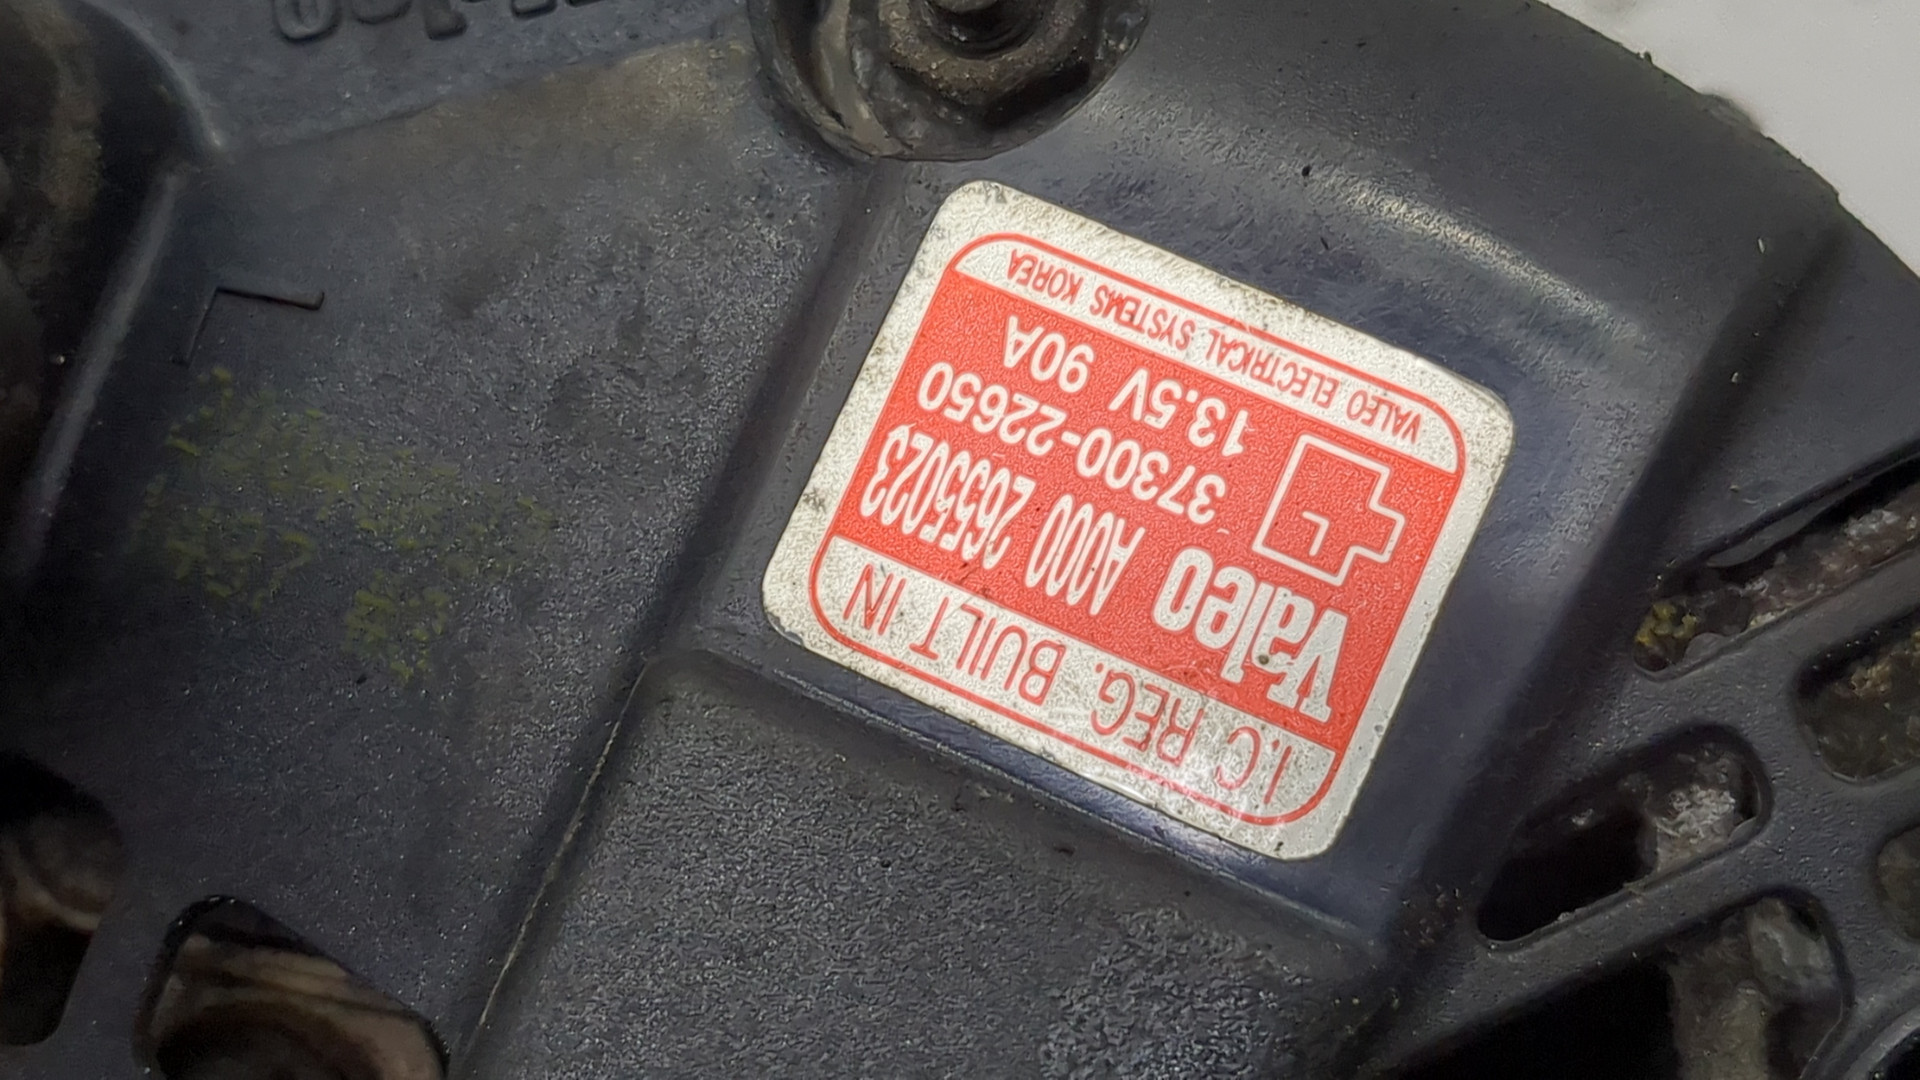 I.C REG. BUILT IN
Valeo A000 2655023
37300-22650
L 13.5V 90A
VALEO ELECTRICAL SYSTEMS KOREA